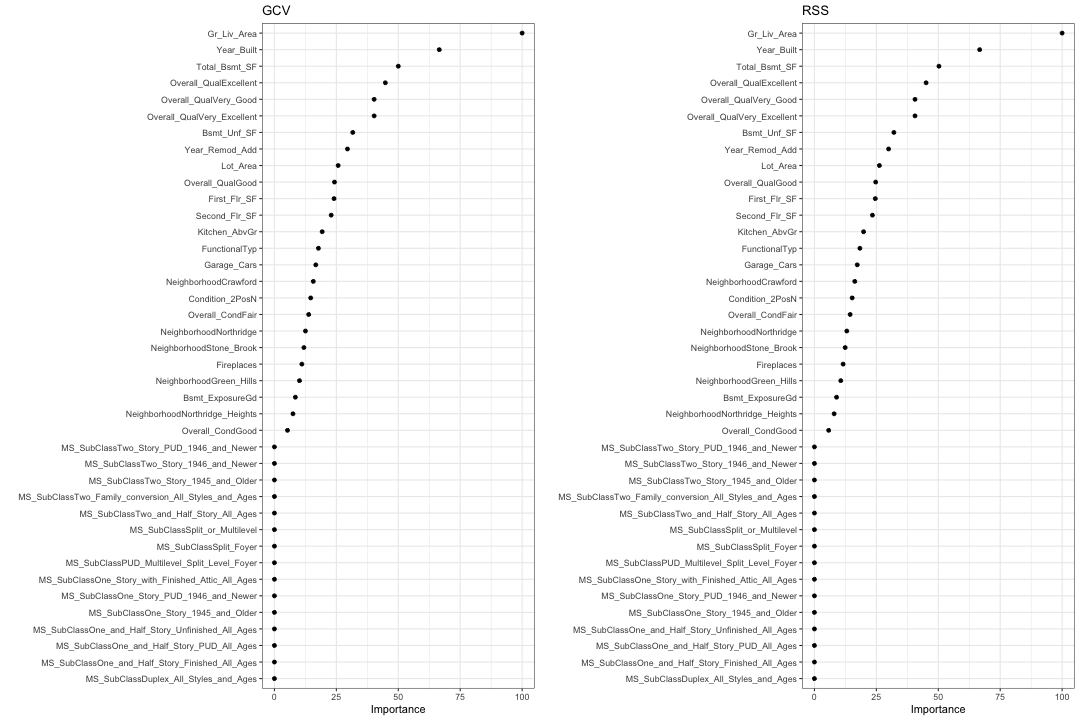 GCV
Gr_Liv_Area
Year_Built
Total_Bsmt_SF
Overall_QualExcellent
Overall_QualVery_Good
Overall_QualVery_Excellent
Bsmt_Unf_SF
Year_Remod_Add
Lot_Area
Overall_QualGood
First_Flr_SF
Second_Flr_SF
Kitchen_AbvGr
FunctionalTyp
Garage_Cars
NeighborhoodCrawford
Condition_2PosN
Overall_CondFair
NeighborhoodNorthridge
NeighborhoodStone_Brook
Fireplaces
NeighborhoodGreen_Hills
Bsmt_ExposureGd
NeighborhoodNorthridge_Heights
Overall_CondGood
MS_SubClassTwo_Story_PUD_1946_and_Newer
MS_SubClassTwo_Story_1946_and_Newer
MS_SubClassTwo_Story_1945_and_Older
MS_SubClassTwo_Family_conversion_All_Styles_and_Ages
MS_SubClassTwo_and_Half_Story_All_Ages
MS_SubClassSplit_or_Multilevel
MS_SubClassSplit_Foyer
MS_SubClassPUD_Multilevel_Split_Level_Foyer
MS_SubClassOne_Story_with_Finished_Attic_All_Ages
MS_SubClassOne_Story_PUD_1946_and_Newer
MS_SubClassOne_Story_1945_and_Older
MS_SubClassOne_and_Half_Story_Unfinished_All_Ages
MS_SubClassOne_and_Half_Story_PUD_All_Ages
MS_SubClassOne_and_Half_Story_Finished_All_Ages
MS_SubClassDuplex_All_Styles_and_Ages
0 25 50 75 100
Importance
RSS
Gr_Liv_Area
Year_Built
Total_Bsmt_SF
Overall_QualExcellent
Overall_QualVery_Good
Overall_QualVery_Excellent
Bsmt_Unf_SF
Year_Remod_Add
Lot_Area
Overall_QualGood
First_Flr_SF
Second_Flr_SF
Kitchen_AbvGr
FunctionalTyp
Garage_Cars
NeighborhoodCrawford
Condition_2PosN
Overall_CondFair
NeighborhoodNorthridge
NeighborhoodStone_Brook
Fireplaces
NeighborhoodGreen_Hills
Bsmt_ExposureGd
NeighborhoodNorthridge_Heights
Overall_CondGood
MS_SubClassTwo_Story_PUD_1946_and_Newer
MS_SubClassTwo_Story_1946_and_Newer
MS_SubClassTwo_Story_1945_and_Older
MS_SubClassTwo_Family_conversion_All_Styles_and_Ages
MS_SubClassTwo_and_Half_Story_All_Ages
MS_SubClassSplit_or_Multilevel
MS_SubClassSplit_Foyer
MS_SubClassPUD_Multilevel_Split_Level_Foyer
MS_SubClassOne_Story_with_Finished_Attic_All_Ages
MS_SubClassOne_Story_PUD_1946_and_Newer
MS_SubClassOne_Story_1945_and_Older
MS_SubClassOne_and_Half_Story_Unfinished_All_Ages
MS_SubClassOne_and_Half_Story_PUD_All_Ages
MS_SubClassOne_and_Half_Story_Finished_All_Ages
MS_SubClassDuplex_All_Styles_and_Ages
0 25 50 75 100
Importance